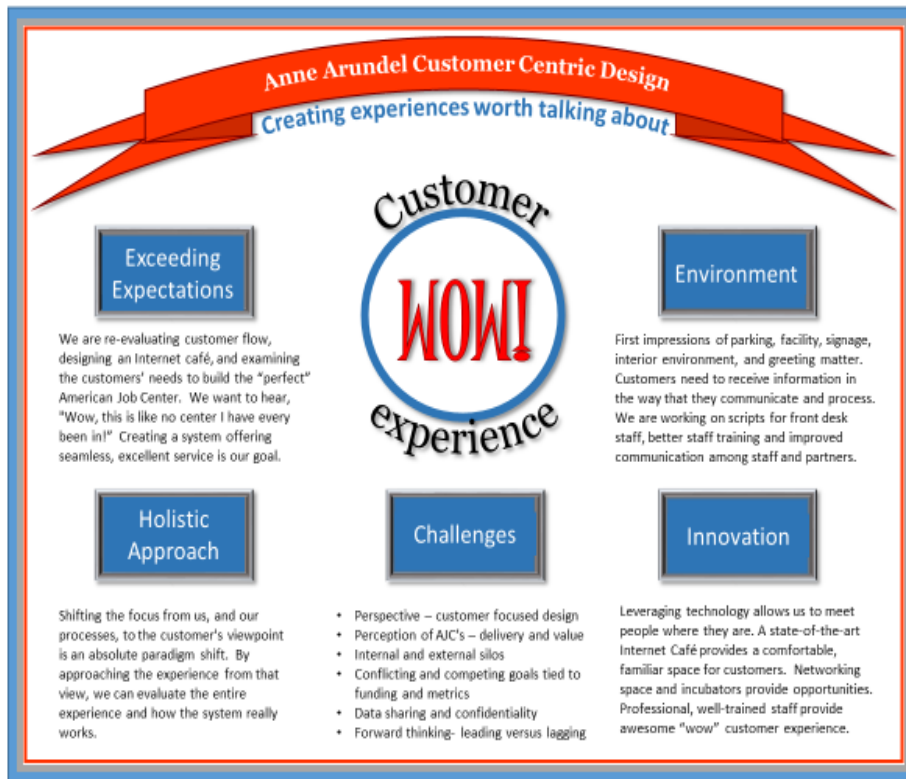 Anne Arundel Customer Centric Design
Creating experiences worth talking about
Customer
WOW!
experience
Exceeding
Expectations
We are re-evaluating customer flow,
designing an Internet café, and examining
the customers' needs to build the “perfect”
American Job Center.  We want to hear,
"Wow, this is like no center I have every
been in!”  Creating a system offering
seamless, excellent service is our goal.
Environment
First impressions of parking, facility, signage,
interior environment, and greeting matter.
Customers need to receive information in
the way that they communicate and process.
We are working on scripts for front desk
staff, better staff training and improved
communication among staff and partners.
Holistic
Approach
Shifting the focus from us, and our
processes, to the customer's viewpoint
is an absolute paradigm shift.  By
approaching the experience from that
view, we can evaluate the entire
experience and how the system really
works.
Challenges
• Perspective – customer focused design
• Perception of AJC's – delivery and value
• Internal and external silos
• Conflicting and competing goals tied to
funding and metrics
• Data sharing and confidentiality
• Forward thinking- leading versus lagging
Innovation
Leveraging technology allows us to meet
people where they are. A state-of-the-art
Internet Café provides a comfortable,
familiar space for customers.  Networking
space and incubators provide opportunities.
Professional, well-trained staff provide
awesome “wow” customer experience.